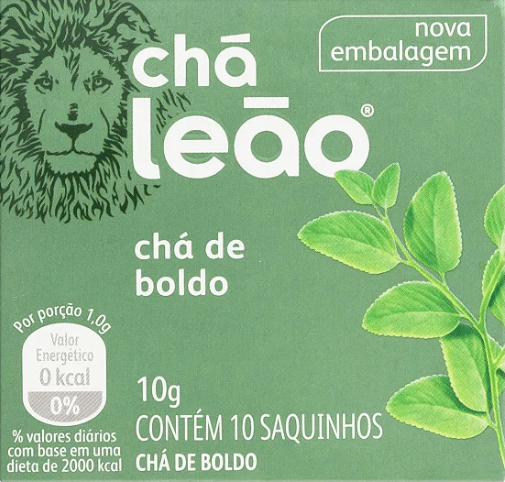 nova
embalagem
chá
leão®
chá de
boldo
Por porção 1,0g
Valor
Energético
0 kcal
0%
% valores diários
com base em uma
dieta de 2000 kcal
10g
CONTÉM 10 SAQUINHOS
CHÁ DE BOLDO